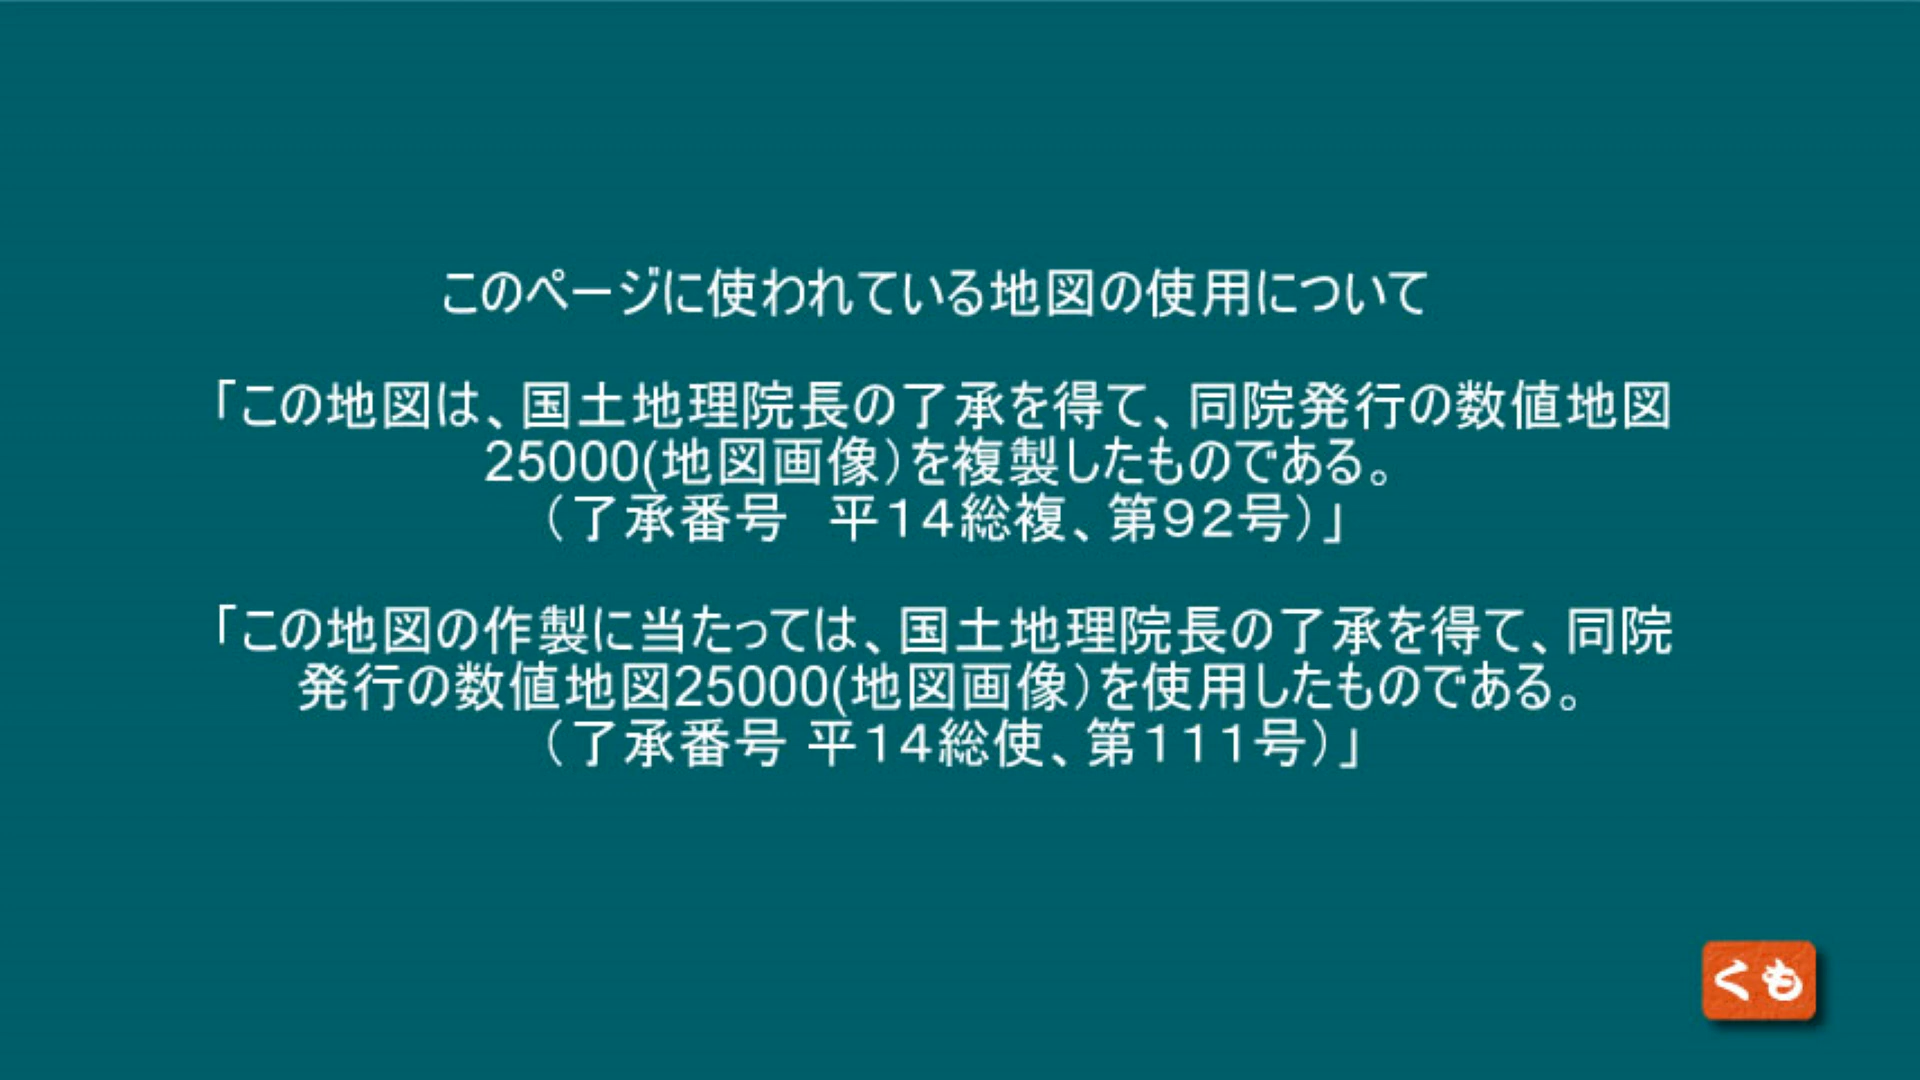 このページに使われている地図の使用について
「この地図は、国土地理院長の了承を得て、同院発行の数値地図
25000(地図画像）を複製したものである。
（了承番号　平１４総複、第９２号）」
「この地図の作製に当たっては、国土地理院長の了承を得て、同院
発行の数値地図25000(地図画像）を使用したものである。
（了承番号 平１４総使、第１１１号）」
くも